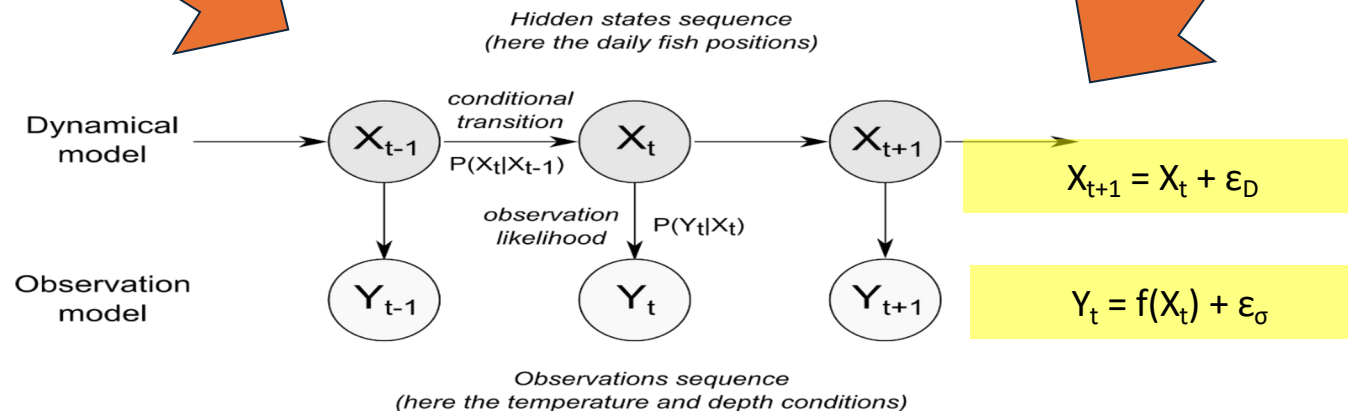 Hidden states sequence
(here the daily fish positions)
Dynamical
model
X_{t-1}
conditional
transition
P(X_t|X_{t-1})
X_t
X_{t+1}
X_{t+1} = X_t + ε_D
observation
likelihood
P(Y_t|X_t)
Observation
model
Y_{t-1}
Y_t
Y_{t+1}
Y_t = f(X_t) + ε_σ
Observations sequence
(here the temperature and depth conditions)